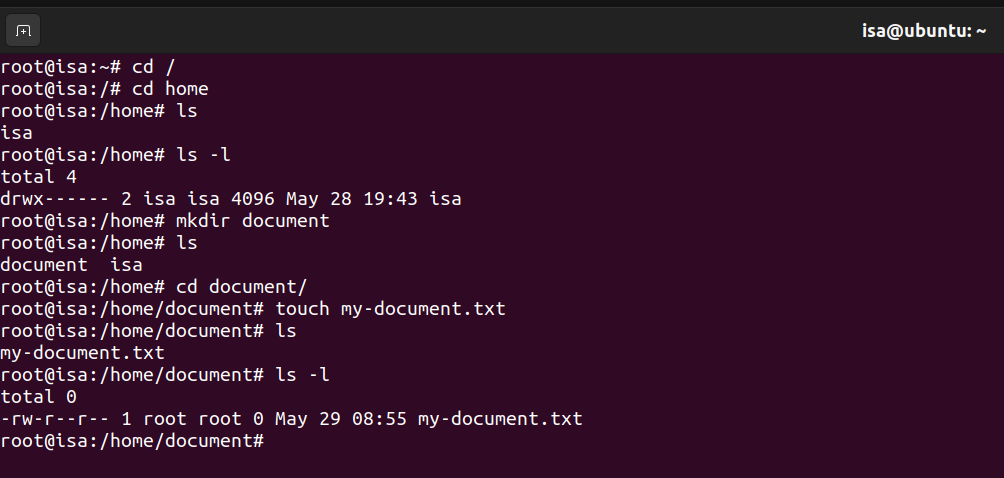 isa@ubuntu: ~
root@isa:~# cd /
root@isa:/# cd home
root@isa:/home# ls
isa
root@isa:/home# ls -l
total 4
drwx------ 2 isa isa 4096 May 28 19:43 isa
root@isa:/home# mkdir document
root@isa:/home# ls
document  isa
root@isa:/home# cd document/
root@isa:/home/document# touch my-document.txt
root@isa:/home/document# ls
my-document.txt
root@isa:/home/document# ls -l
total 0
-rw-r--r-- 1 root root 0 May 29 08:55 my-document.txt
root@isa:/home/document#